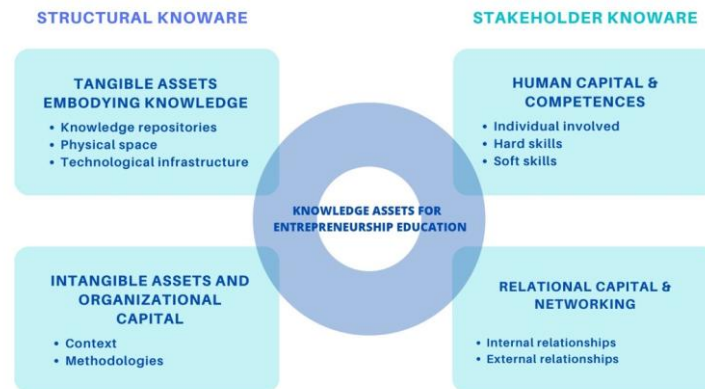 STRUCTURAL KNOWARE
STAKEHOLDER KNOWARE
TANGIBLE ASSETS
EMBODYING KNOWLEDGE
• Knowledge repositories
• Physical space
• Technological infrastructure
HUMAN CAPITAL &
COMPETENCES
• Individual involved
• Hard skills
• Soft skills
KNOWLEDGE ASSETS FOR
ENTREPRENEURSHIP EDUCATION
INTANGIBLE ASSETS AND
ORGANIZATIONAL
CAPITAL
• Context
• Methodologies
RELATIONAL CAPITAL &
NETWORKING
• Internal relationships
• External relationships